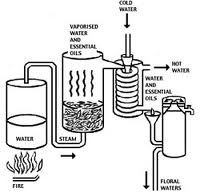 COLD
WATER
VAPORISED
WATER
AND
ESSENTIAL
OILS
HOT
WATER
WATER
AND
ESSENTIAL
OILS
WATER
STEAM
FIRE
FLORAL
WATERS